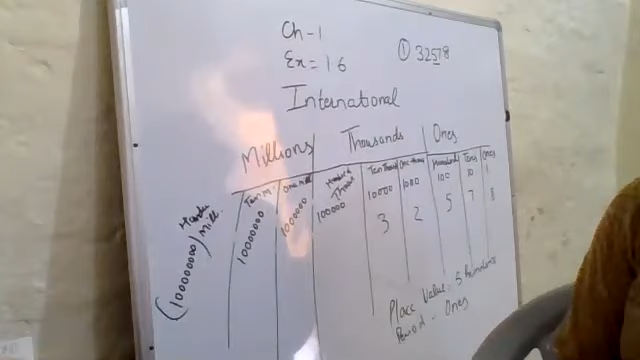 Ch-1
Ex= 1.6
① 32578
International
Millions Thousands Ones
Ten M. One Mill Hundred Thousand Ten Thousand One thous Hundred Tens Ones
(100000000) Mill. 10000000 1000000 100000 10000 1000 100 10 1
3 2 5 7 8
Place Value = 5 Hundreds
Period - Ones